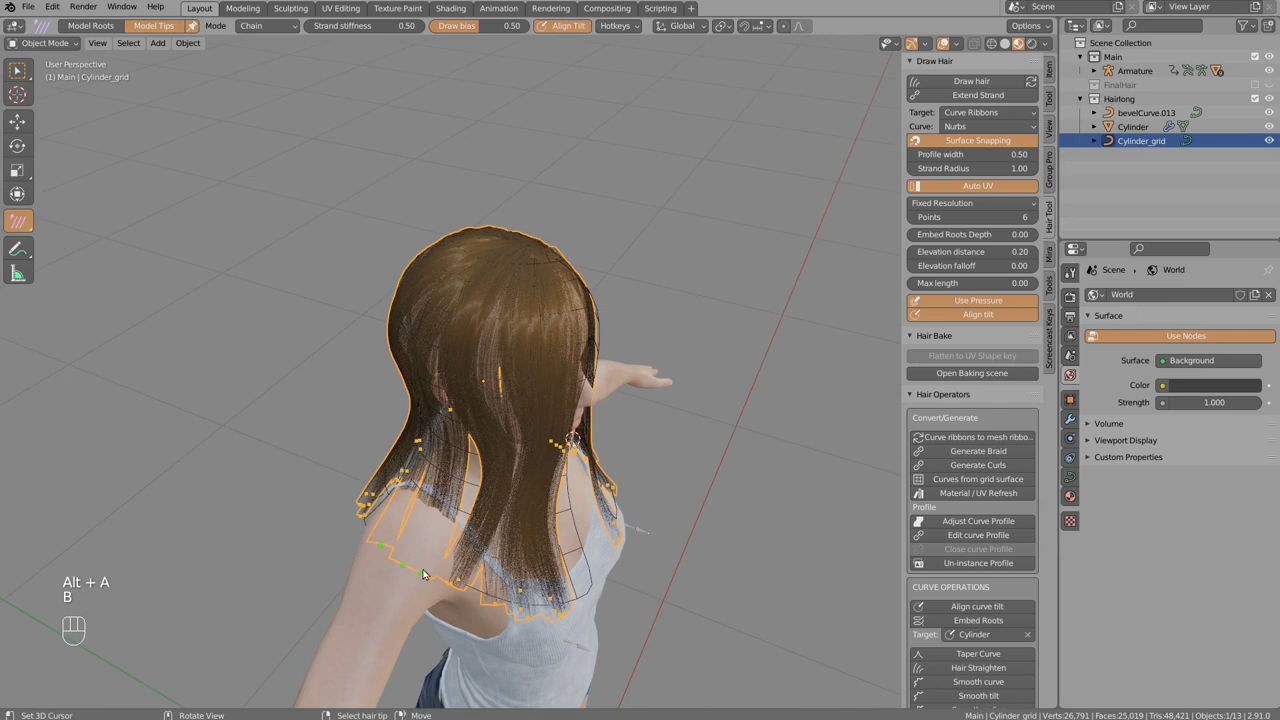 File Edit Render Window Help Layout Modeling Sculpting UV Editing Texture Paint Shading Animation Rendering Compositing Scripting Scene View Layer
Model Roots Model Tips Mode Chain Strand stiffness 0.50 Draw bias 0.50 Align Tilt Hotkeys Global Options
Object Mode View Select Add Object
User Perspective
(1) Main | Cylinder_grid
Draw Hair
Draw hair
Extend Strand
Target: Curve Ribbons
Curve: Nurbs
Surface Snapping
Profile width 0.50
Strand Radius 1.00
Auto UV
Fixed Resolution
Points 6
Embed Roots Depth 0.00
Elevation distance 0.20
Elevation falloff 0.00
Max length 0.00
Use Pressure
Align tilt
Hair Bake
Flatten to UV Shape key
Open Baking scene
Hair Operators
Convert/Generate
Curve ribbons to mesh ribbo...
Generate Braid
Generate Curls
Curves from grid surface
Material / UV Refresh
Profile
Adjust Curve Profile
Edit curve Profile
Close curve Profile
Un-instance Profile
CURVE OPERATIONS
Align curve tilt
Embed Roots
Target: Cylinder
Taper Curve
Hair Straighten
Smooth curve
Smooth tilt
Item
Tool
View
Group Pro
Hair Tool
Mira
Tools
Screencast Keys
Scene Collection
Main
Armature
FinalHair
Hairlong
bevelCurve.013
Cylinder
Cylinder_grid
Scene World
World
Surface
Use Nodes
Surface Background
Color
Strength 1.000
Volume
Viewport Display
Custom Properties
Alt + A
B
Set 3D Cursor Rotate View Select hair tip Move Main | Cylinder_grid | Verts:26,791 | Faces:25,019 | Tris:48,421 | Objects:1/13 | 2.91.0